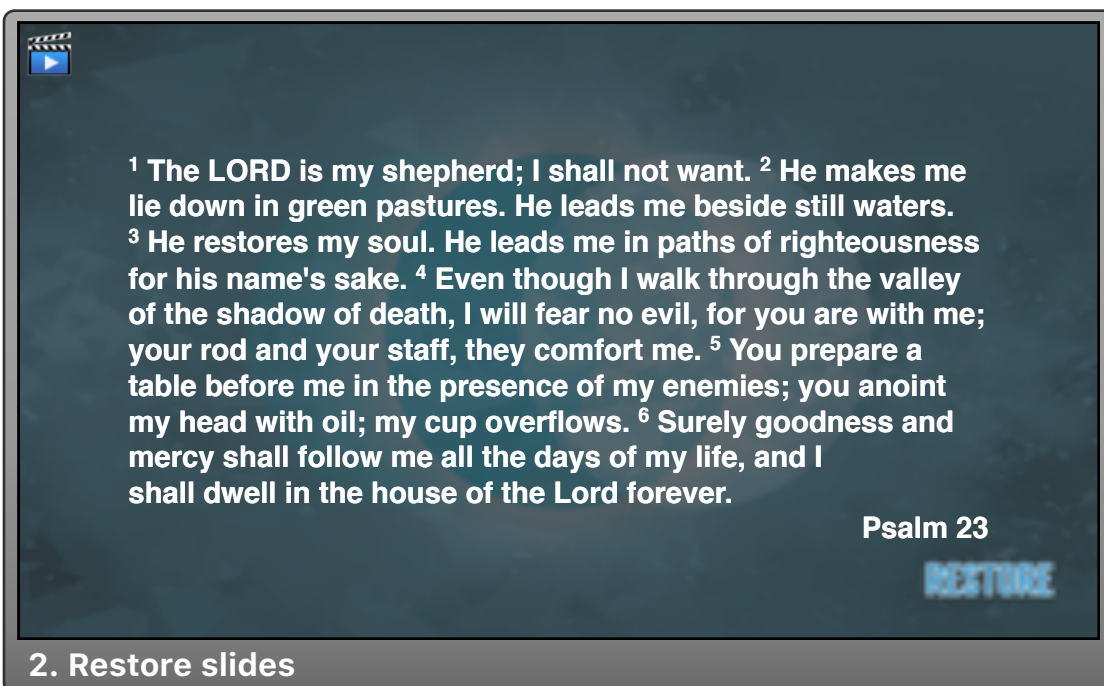 ¹ The LORD is my shepherd; I shall not want. ² He makes me
lie down in green pastures. He leads me beside still waters.
³ He restores my soul. He leads me in paths of righteousness
for his name's sake. ⁴ Even though I walk through the valley
of the shadow of death, I will fear no evil, for you are with me;
your rod and your staff, they comfort me. ⁵ You prepare a
table before me in the presence of my enemies; you anoint
my head with oil; my cup overflows. ⁶ Surely goodness and
mercy shall follow me all the days of my life, and I
shall dwell in the house of the Lord forever.
Psalm 23
RESTORE
2. Restore slides